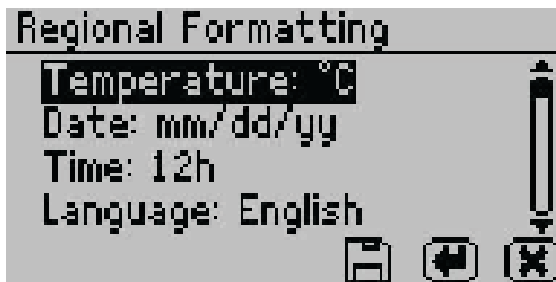 Regional Formatting
Temperature: °C
Date: mm/dd/yy
Time: 12h
Language: English